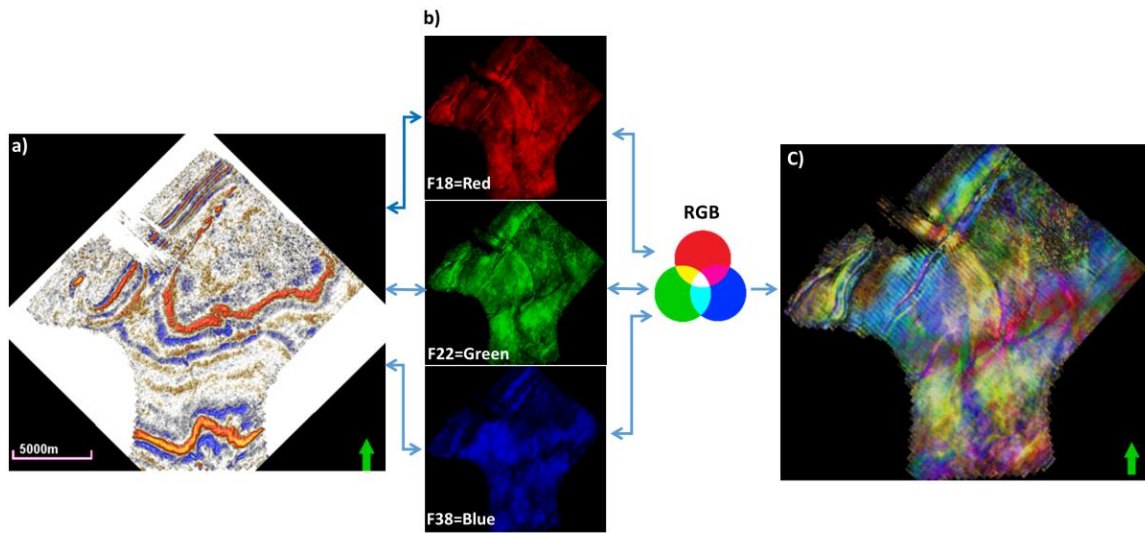 a)
5000m
b)
F18=Red
F22=Green
F38=Blue
RGB
C)